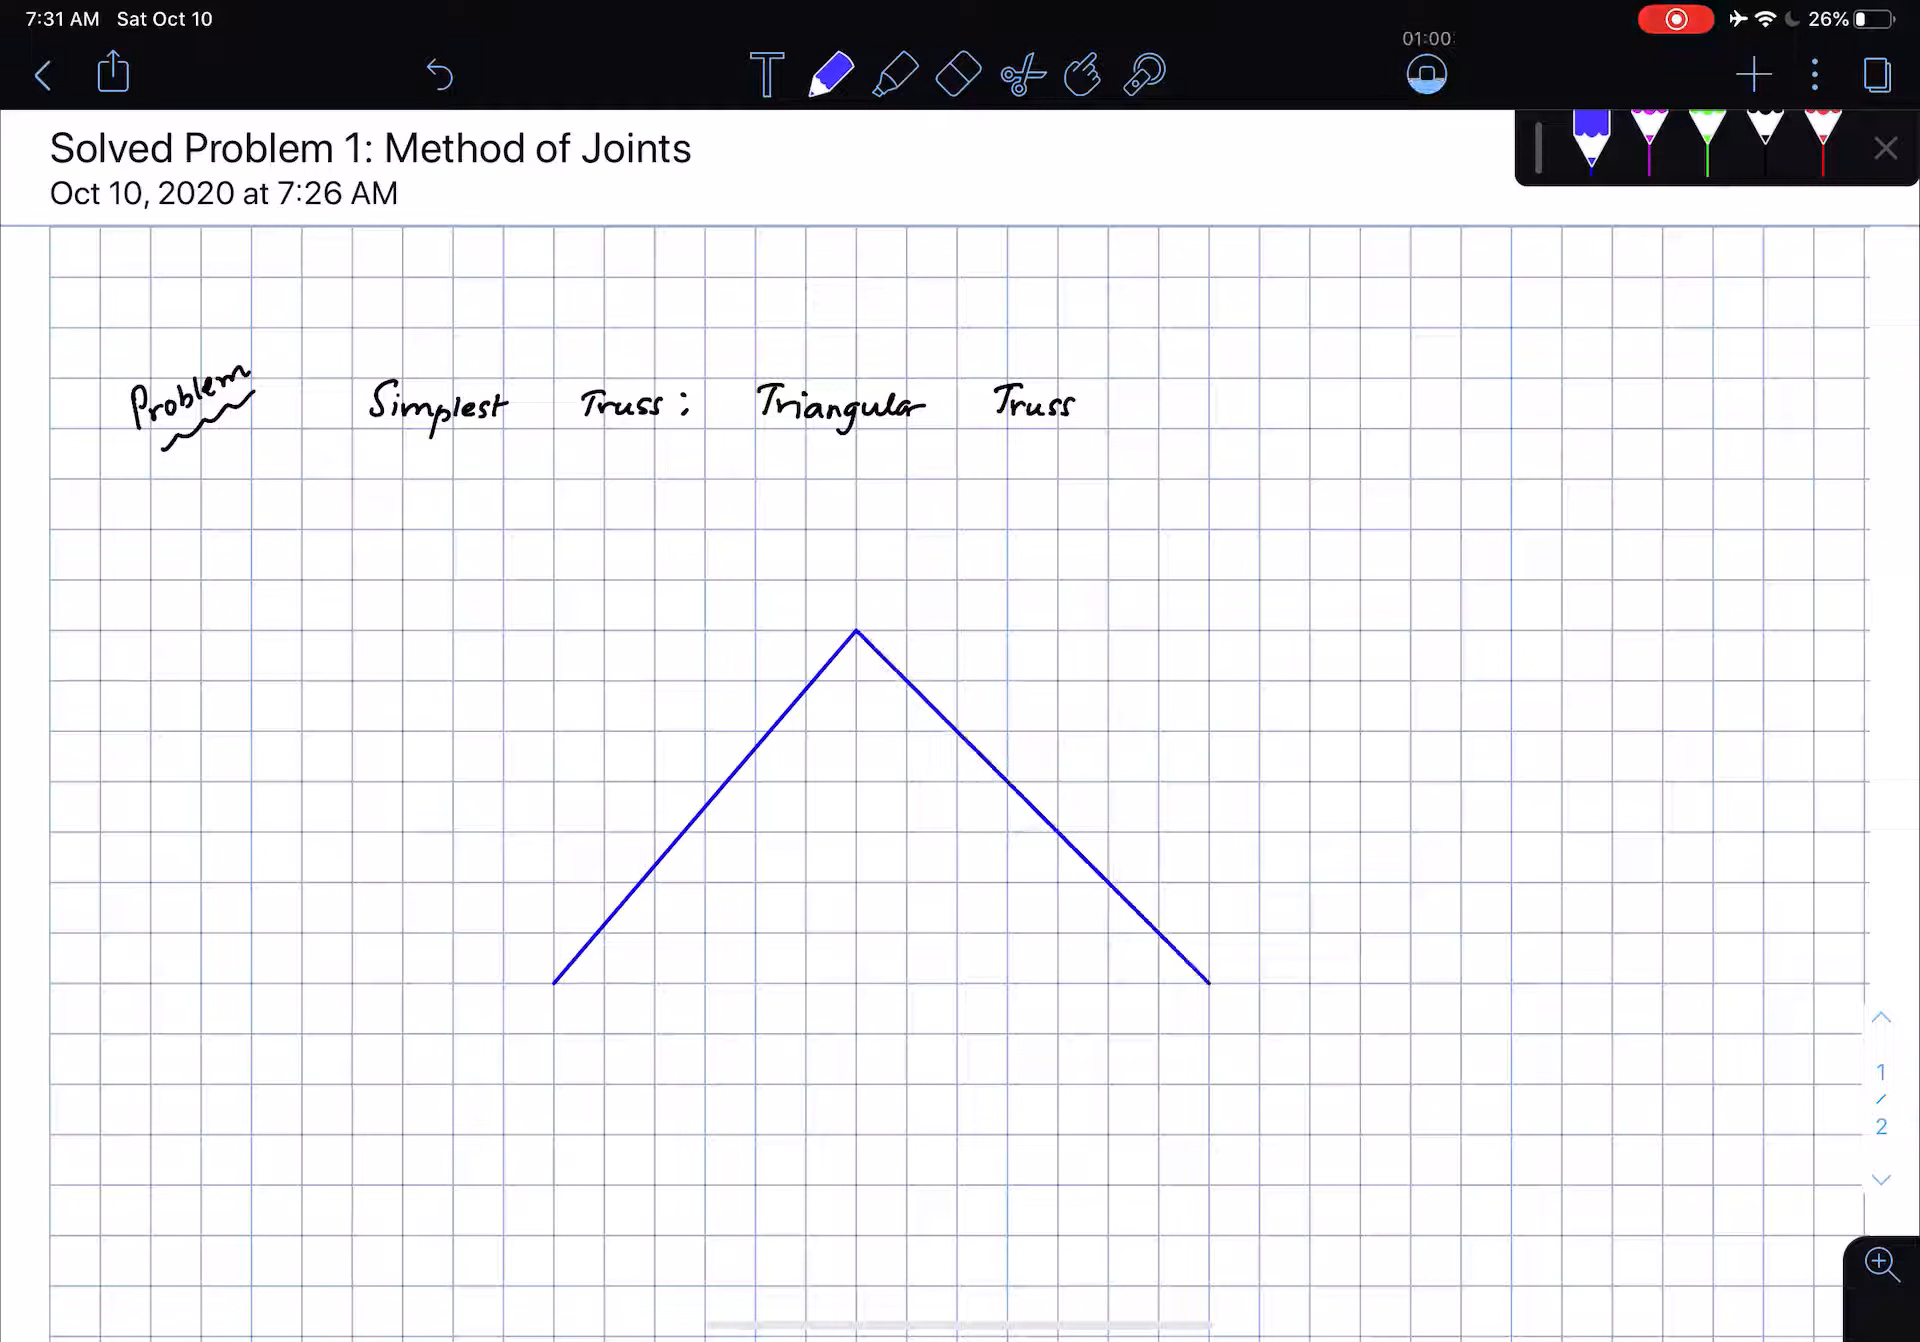 7:31 AM Sat Oct 10
26%
01:00
T
Solved Problem 1: Method of Joints
Oct 10, 2020 at 7:26 AM
Problem Simplest Truss: Triangular Truss
1
/
2